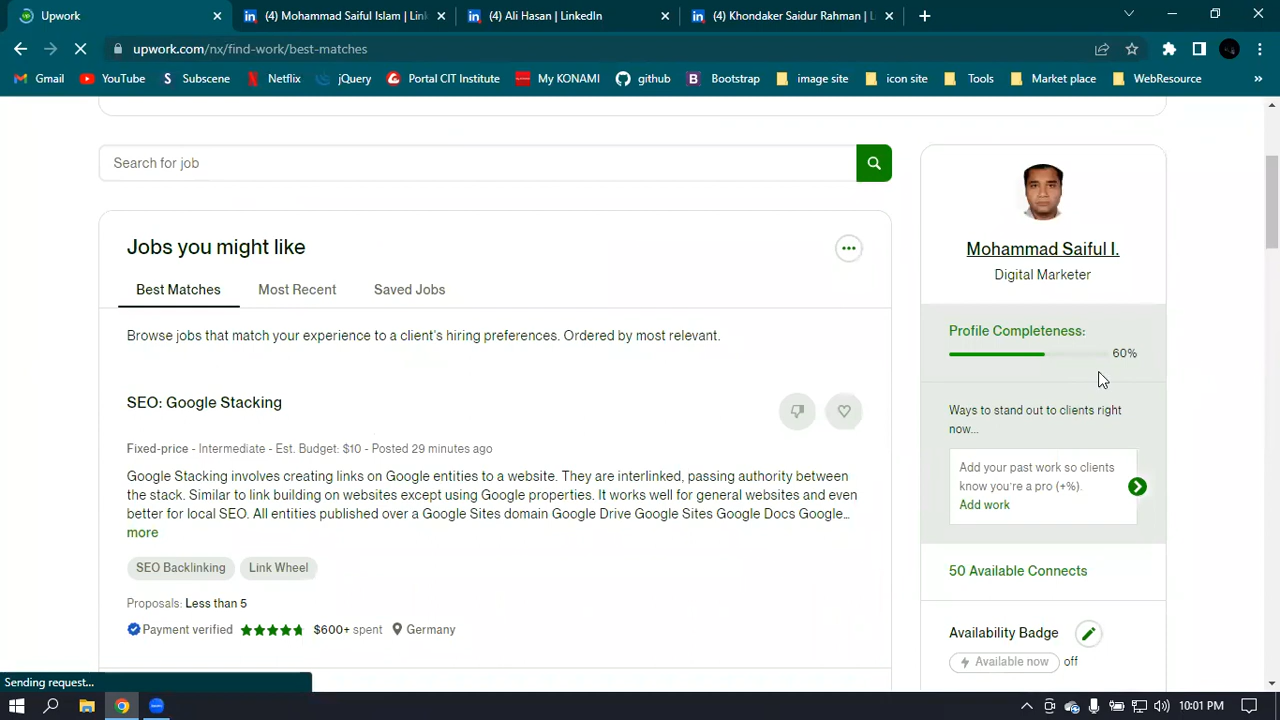 Upwork
(4) Mohammad Saiful Islam | Link
(4) Ali Hasan | LinkedIn
(4) Khondaker Saidur Rahman | L
upwork.com/nx/find-work/best-matches
Gmail
YouTube
Subscene
Netflix
jQuery
Portal CIT Institute
My KONAMI
github
Bootstrap
image site
icon site
Tools
Market place
WebResource
»
Search for job
Jobs you might like
Best Matches
Most Recent
Saved Jobs
Browse jobs that match your experience to a client's hiring preferences. Ordered by most relevant.
SEO: Google Stacking
Fixed-price - Intermediate - Est. Budget: $10 - Posted 29 minutes ago
Google Stacking involves creating links on Google entities to a website. They are interlinked, passing authority between
the stack. Similar to link building on websites except using Google properties. It works well for general websites and even
better for local SEO. All entities published over a Google Sites domain Google Drive Google Sites Google Docs Google…
more
SEO Backlinking
Link Wheel
Proposals: Less than 5
Payment verified $600+ spent Germany
Mohammad Saiful I.
Digital Marketer
Profile Completeness:
60%
Ways to stand out to clients right
now...
Add your past work so clients
know you're a pro (+%).
Add work
50 Available Connects
Availability Badge
Available now off
Sending request...
10:01 PM